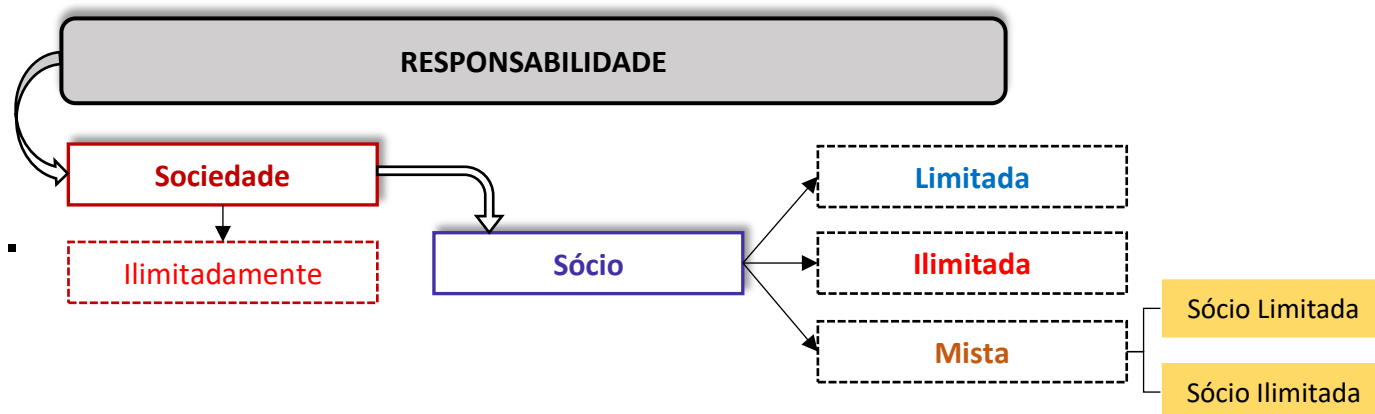 RESPONSABILIDADE
Sociedade
Ilimitadamente
Sócio
Limitada
Ilimitada
Mista
Sócio Limitada
Sócio Ilimitada